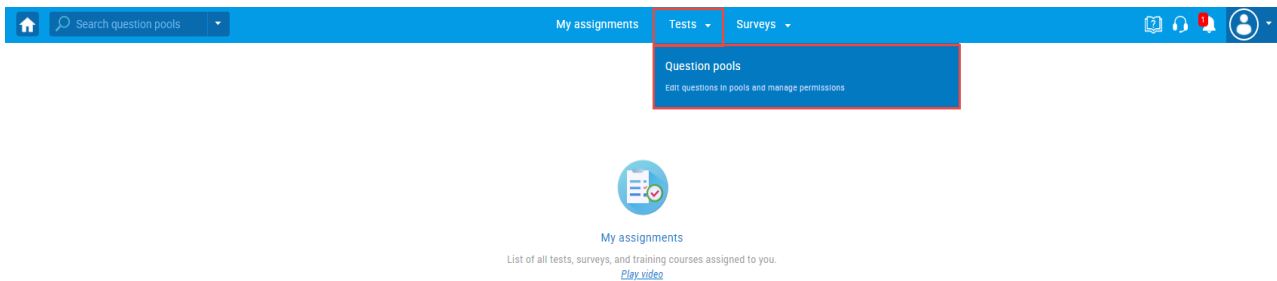 Search question pools
My assignments
Tests
Surveys
1
Question pools
Edit questions in pools and manage permissions
My assignments
List of all tests, surveys, and training courses assigned to you.
Play video